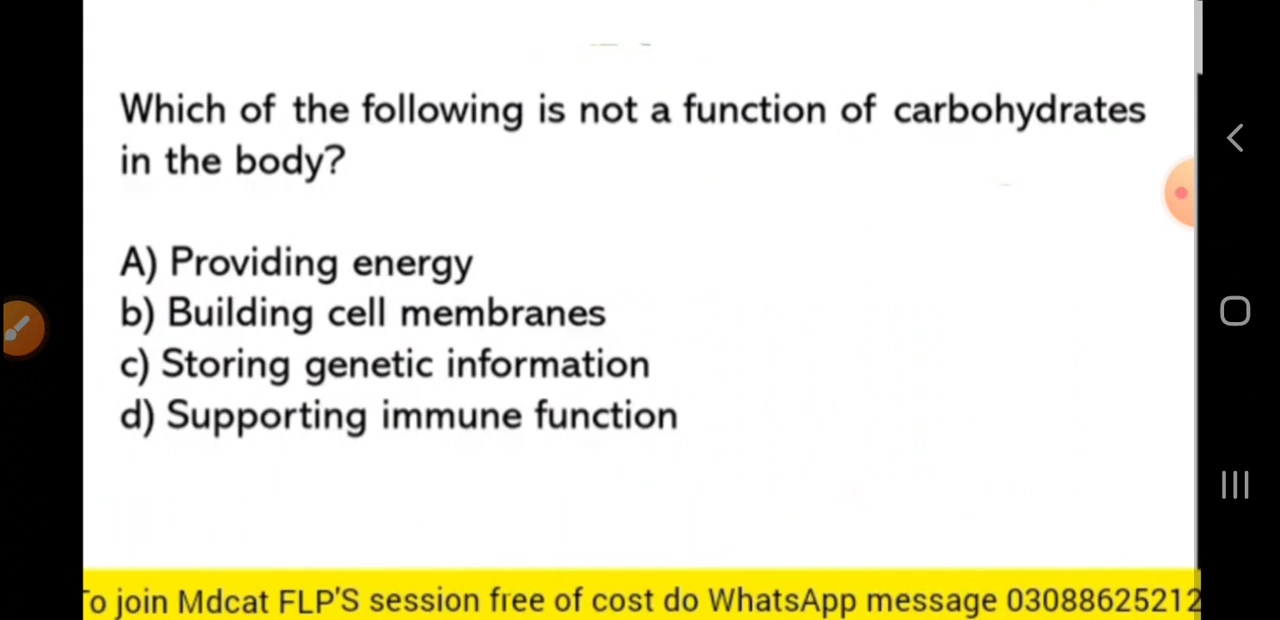 Which of the following is not a function of carbohydrates
in the body?
A) Providing energy
b) Building cell membranes
c) Storing genetic information
d) Supporting immune function
To join Mdcat FLP'S session free of cost do WhatsApp message 03088625212